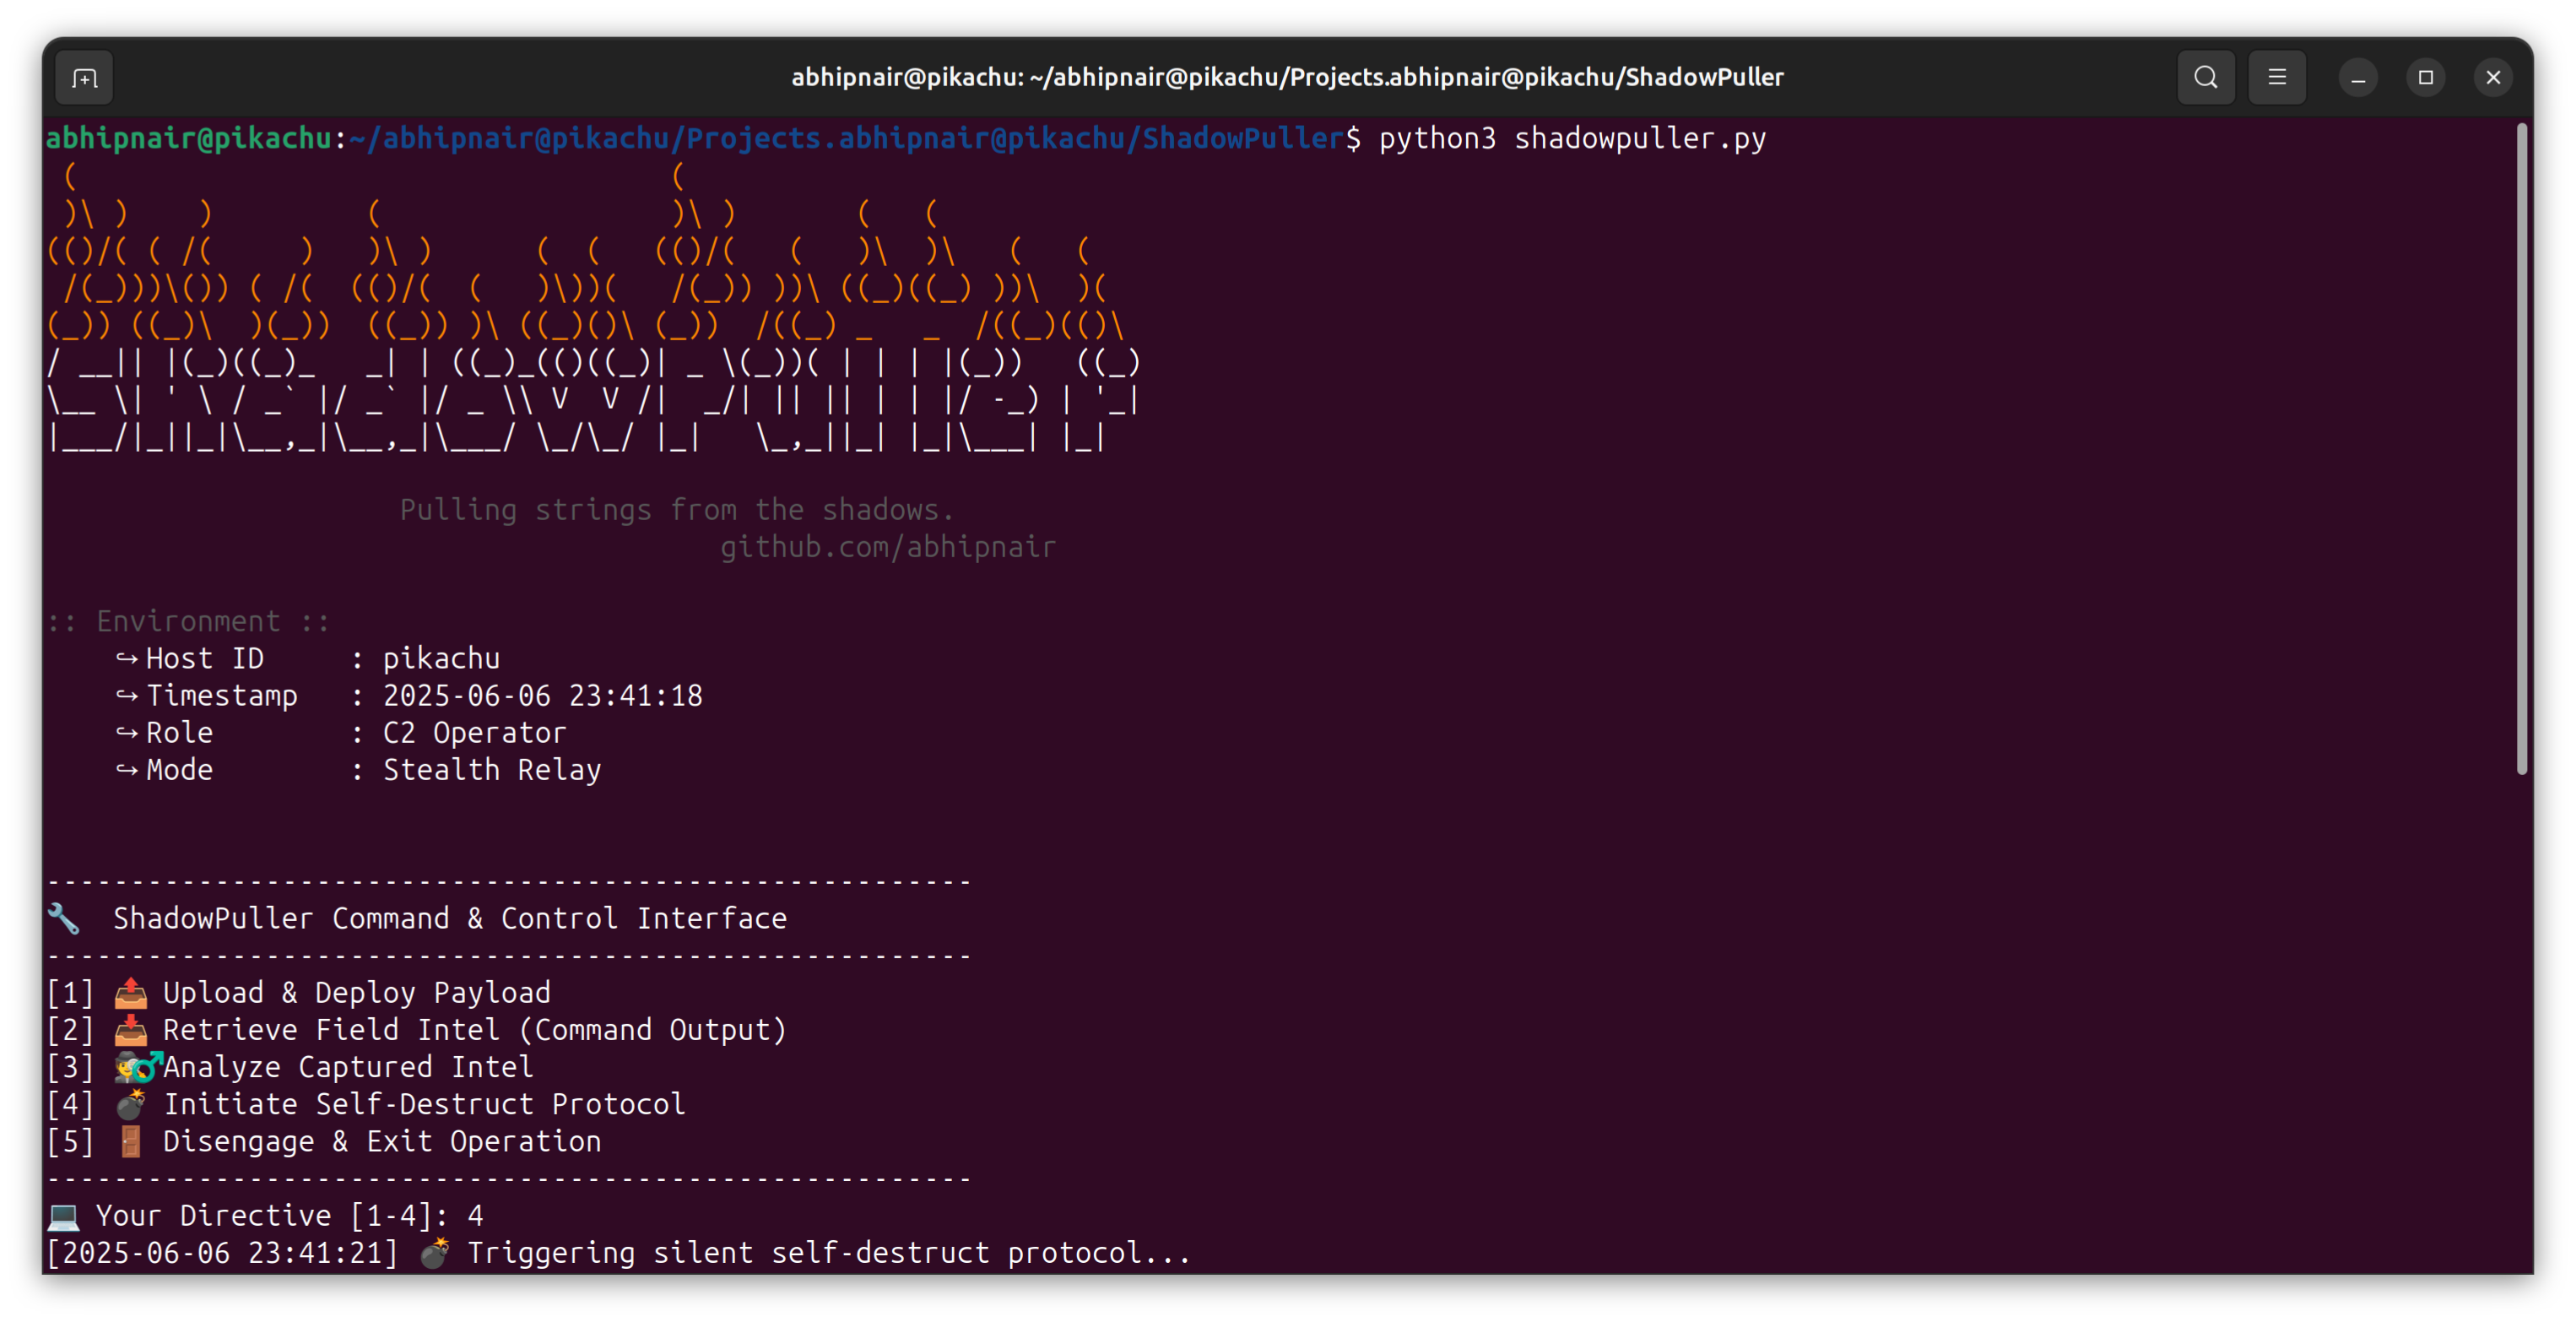 abhipnair@pikachu: ~/abhipnair@pikachu/Projects.abhipnair@pikachu/ShadowPuller
abhipnair@pikachu:~/abhipnair@pikachu/Projects.abhipnair@pikachu/ShadowPuller$ python3 shadowpuller.py
ShadowPuller
Pulling strings from the shadows.
github.com/abhipnair
:: Environment ::
↪ Host ID : pikachu
↪ Timestamp : 2025-06-06 23:41:18
↪ Role : C2 Operator
↪ Mode : Stealth Relay
------------------------------------------------------
🔧 ShadowPuller Command & Control Interface
------------------------------------------------------
[1] 📤 Upload & Deploy Payload
[2] 📥 Retrieve Field Intel (Command Output)
[3] 🕵️‍♂️ Analyze Captured Intel
[4] 💣 Initiate Self-Destruct Protocol
[5] 🚪 Disengage & Exit Operation
------------------------------------------------------
💻 Your Directive [1-4]: 4
[2025-06-06 23:41:21] 💣 Triggering silent self-destruct protocol...